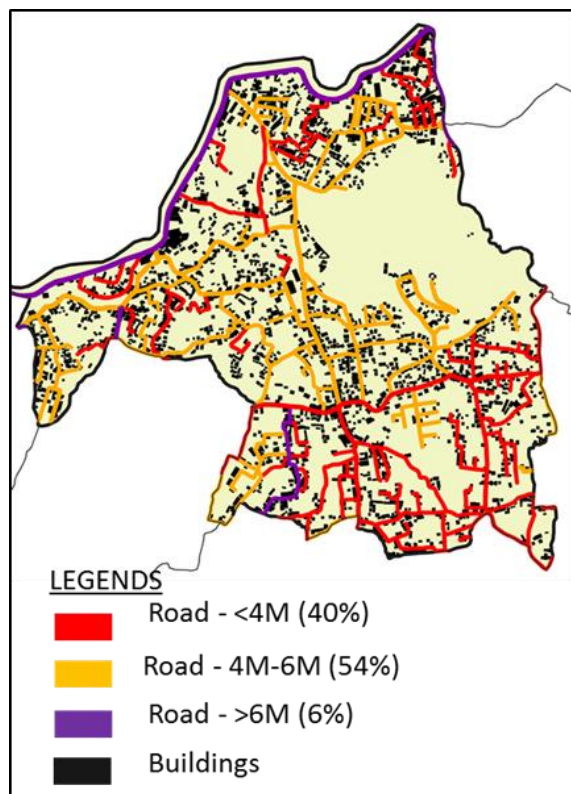 LEGENDS
Road - <4M (40%)
Road - 4M-6M (54%)
Road - >6M (6%)
Buildings